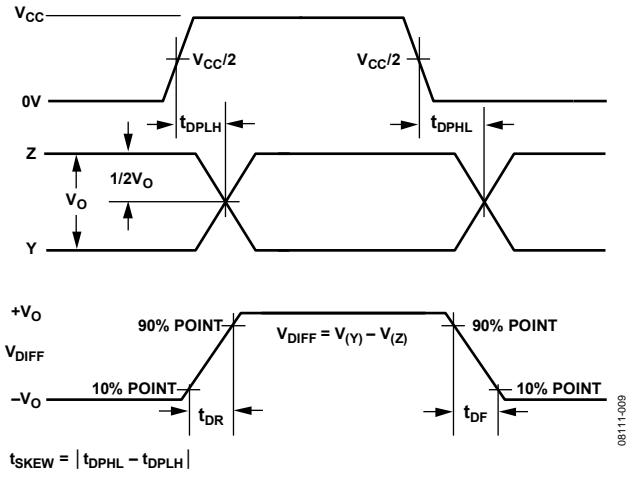 VCC
VCC/2
VCC/2
0V
tDPLH
tDPHL
Z
1/2VO
VO
Y
+VO
90% POINT
VDIFF = V(Y) – V(Z)
90% POINT
VDIFF
10% POINT
10% POINT
–VO
tDR
tDF
tSKEW = |tDPHL – tDPLH|
08111-009